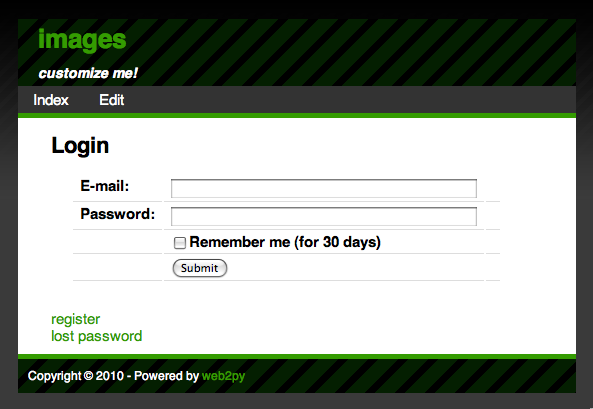 images
customize me!
Index Edit
Login
E-mail:
Password:
Remember me (for 30 days)
Submit
register
lost password
Copyright © 2010 - Powered by web2py